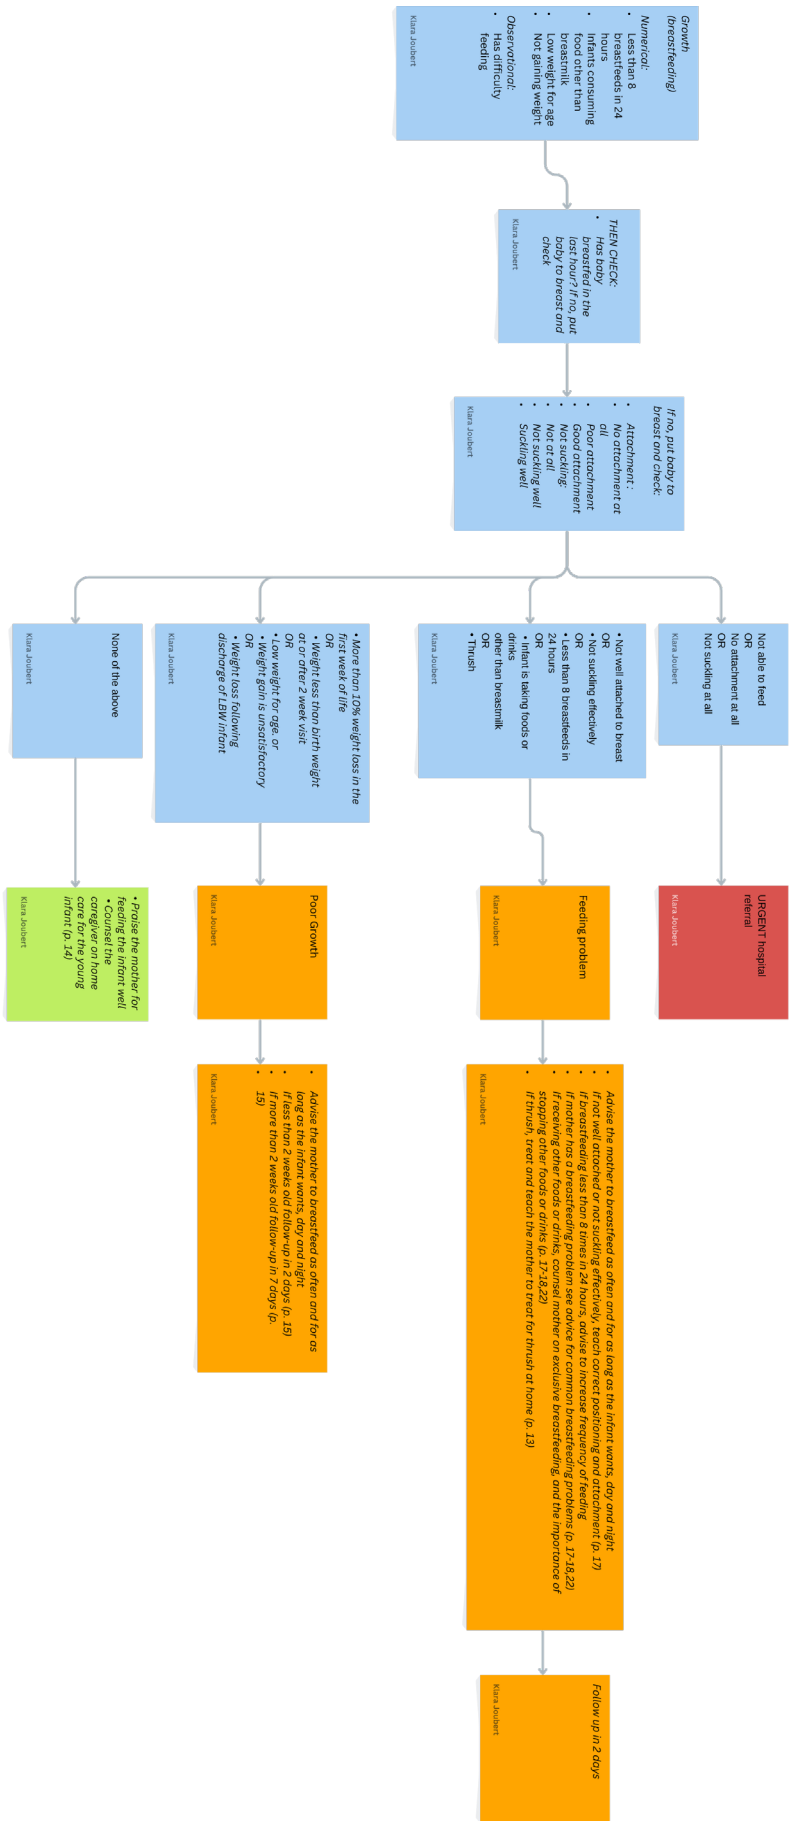 Growth
(breastfeeding)
Numerical:
• Less than 8
breastfeeds in 24
hours
• Infants consuming
food other than
breastmilk
• Low weight for age
• Not gaining weight
Observational:
• Has difficulty
feeding
Klara Joubert
THEN CHECK:
• Has baby
breastfed in the
last hour? If no, put
baby to breast and
check
Klara Joubert
If no, put baby to
breast and check:
• Attachment :
• No attachment at
all
• Poor attachment
• Good attachment
• Not suckling:
• Not at all
• Not suckling well
• Suckling well
Klara Joubert
Not able to feed
OR
No attachment at all
OR
Not suckling at all
Klara Joubert
URGENT hospital
referral
Klara Joubert
• Not well attached to breast
OR
• Not suckling effectively
OR
• Less than 8 breastfeeds in
24 hours
OR
• Infant is taking foods or
drinks
other than breastmilk
OR
• Thrush
Klara Joubert
Feeding problem
Klara Joubert
• Advise the mother to breastfeed as often and for as long as the infant wants, day and night
• If not well attached or not suckling effectively, teach correct positioning and attachment (p. 17)
• If breastfeeding less than 8 times in 24 hours, advise to increase frequency of feeding
• If mother has a breastfeeding problem see advice for common breastfeeding problems (p. 17-18,22)
• If receiving other foods or drinks, counsel mother on exclusive breastfeeding, and the importance of
stopping other foods or drinks (p. 17-18,22)
• If thrush, treat and teach the mother to treat for thrush at home (p. 13)
Klara Joubert
Follow up in 2 days
Klara Joubert
• More than 10% weight loss in the
first week of life
OR
• Weight less than birth weight
at or after 2 week visit
OR
• Low weight for age, or
• Weight gain is unsatisfactory
OR
• Weight loss following
discharge of LBW infant
Klara Joubert
Poor Growth
Klara Joubert
• Advise the mother to breastfeed as often and for as
long as the infant wants, day and night
• If less than 2 weeks old follow-up in 2 days (p. 15)
• If more than 2 weeks old follow-up in 7 days (p.
• 15)
Klara Joubert
None of the above
Klara Joubert
• Praise the mother for
feeding the infant well
• Counsel the
caregiver on home
care for the young
infant (p. 14)
Klara Joubert